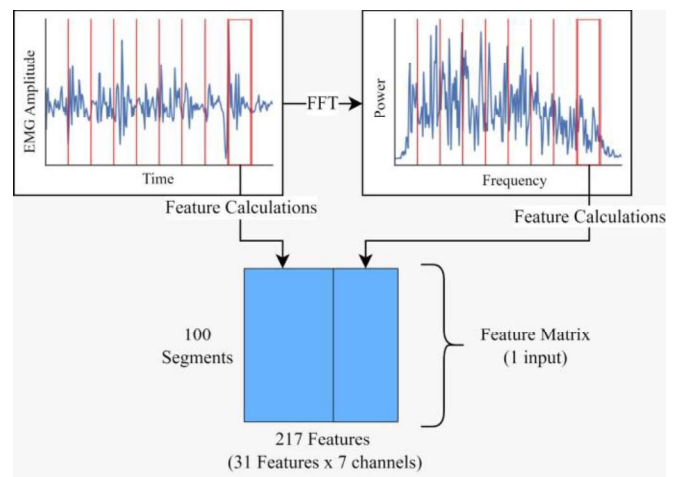 EMG Amplitude
Time
FFT
Power
Frequency
Feature Calculations
Feature Calculations
100
Segments
Feature Matrix
(1 input)
217 Features
(31 Features x 7 channels)